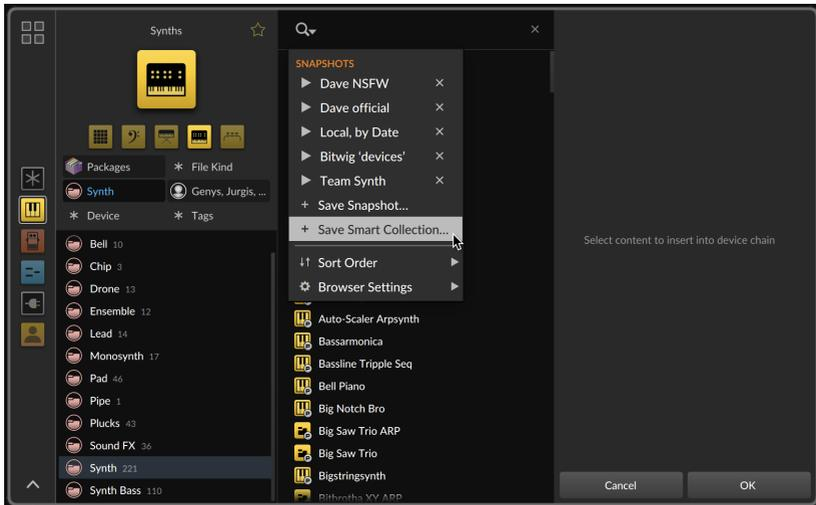 Synths
Packages
File Kind
Synth
Genys, Jurgis, ...
Device
Tags
Bell 10
Chip 3
Drone 13
Ensemble 12
Lead 14
Monosynth 17
Pad 46
Pipe 1
Plucks 43
Sound FX 36
Synth 221
Synth Bass 110
SNAPSHOTS
Dave NSFW
Dave official
Local, by Date
Bitwig ‘devices’
Team Synth
+ Save Snapshot...
+ Save Smart Collection...
Sort Order
Browser Settings
Auto-Scaler Arpsynth
Bassarmonica
Bassline Tripple Seq
Bell Piano
Big Notch Bro
Big Saw Trio ARP
Big Saw Trio
Bigstringsynth
Bithrotha XY ARP
Select content to insert into device chain
Cancel
OK